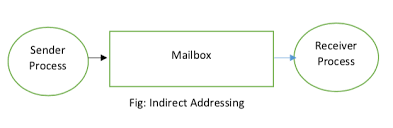 Sender
Process
Mailbox
Receiver
Process
Fig: Indirect Addressing